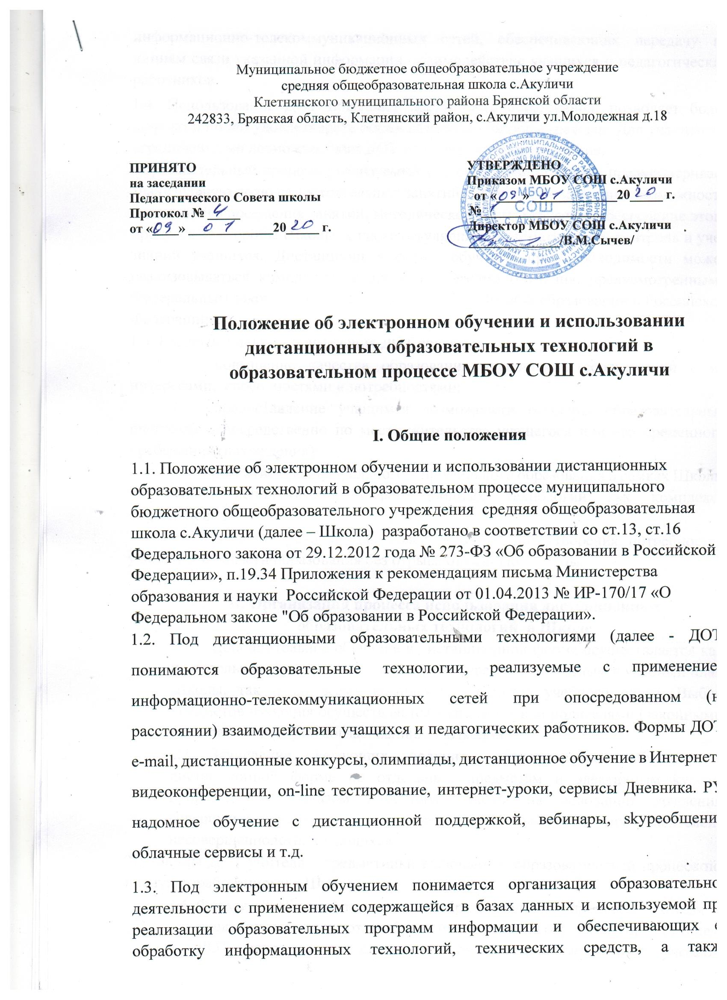 Муниципальное бюджетное общеобразовательное учреждение
средняя общеобразовательная школа с.Акуличи
Клетнянского муниципального района Брянской области
242833, Брянская область, Клетнянский район, с.Акуличи ул.Молодежная д.18
ПРИНЯТО
на заседании
Педагогического Совета школы
Протокол № 4
от «09» 01 2020 г.
УТВЕРЖДЕНО
Приказом МБОУ СОШ с.Акуличи
от «09» 01 2020 г.
№ 1
Директор МБОУ СОШ с.Акуличи
/В.М.Сычев/
МБОУ
СОШ
с. Акуличи
Положение об электронном обучении и использовании
дистанционных образовательных технологий в
образовательном процессе МБОУ СОШ с.Акуличи
I. Общие положения
1.1. Положение об электронном обучении и использовании дистанционных
образовательных технологий в образовательном процессе муниципального
бюджетного общеобразовательного учреждения средняя общеобразовательная
школа с.Акуличи (далее – Школа) разработано в соответствии со ст.13, ст.16
Федерального закона от 29.12.2012 года № 273-ФЗ «Об образовании в Российской
Федерации», п.19.34 Приложения к рекомендациям письма Министерства
образования и науки Российской Федерации от 01.04.2013 № ИР-170/17 «О
Федеральном законе "Об образовании в Российской Федерации».
1.2. Под дистанционными образовательными технологиями (далее - ДОТ
понимаются образовательные технологии, реализуемые с применение
информационно-телекоммуникационных сетей при опосредованном (н
расстоянии) взаимодействии учащихся и педагогических работников. Формы ДОТ
e-mail, дистанционные конкурсы, олимпиады, дистанционное обучение в Интернет
видеоконференции, on-line тестирование, интернет-уроки, сервисы Дневника. РУ
надомное обучение с дистанционной поддержкой, вебинары, skypeобщени
облачные сервисы и т.д.
1.3. Под электронным обучением понимается организация образовательно
деятельности с применением содержащейся в базах данных и используемой пр
реализации образовательных программ информации и обеспечивающих е
обработку информационных технологий, технических средств, а такж